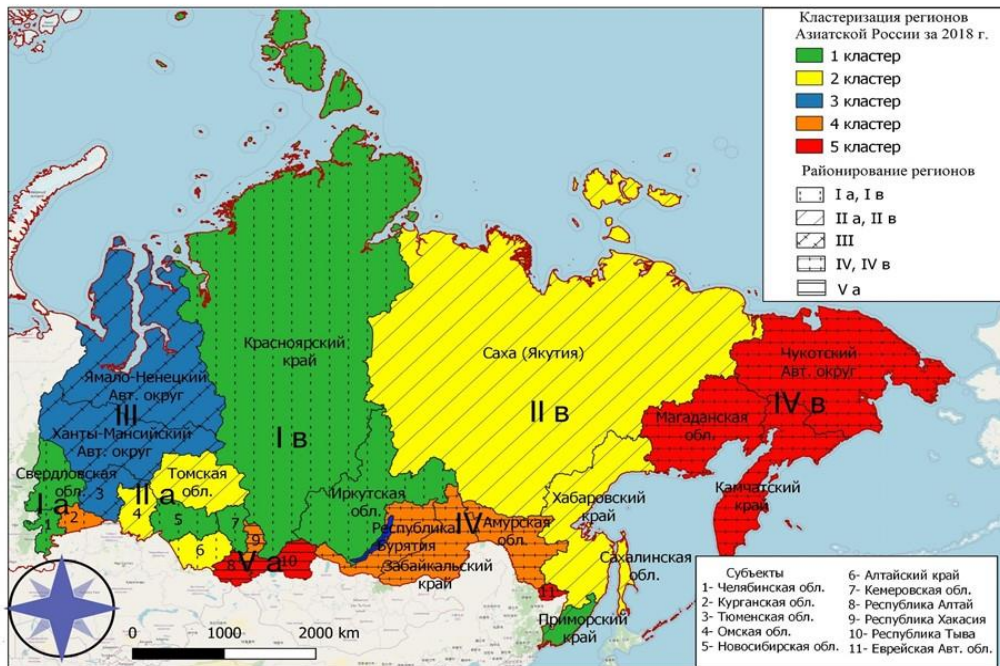 Кластеризация регионов
Азиатской России за 2018 г.
1 кластер
2 кластер
3 кластер
4 кластер
5 кластер
Районирование регионов
I а, I в
II а, II в
III
IV, IV в
V а
Красноярский
край
Саха (Якутия)
Чукотский
Авт. округ
Ямало-Ненецкий
Авт. округ
III
Ханты-Мансийский
Авт. округ
I в
II в
IV в
Магаданская
обл.
Камчатский
край
Свердловская
обл.
I а
1
2
3
Томская
обл.
II а
4
5
6
7
8
9
10
V а
Иркутская
обл.
Республика
Бурятия
IV
Амурская
обл.
Забайкальский
край
Хабаровский
край
Сахалинская
обл.
11
Приморский
край
0
1000
2000 km
Субъекты
1- Челябинская обл.
2- Курганская обл.
3- Тюменская обл.
4- Омская обл.
5- Новосибирская обл.
6- Алтайский край
7- Кемеровская обл.
8- Республика Алтай
9- Республика Хакасия
10- Республика Тыва
11- Еврейская Авт. обл.